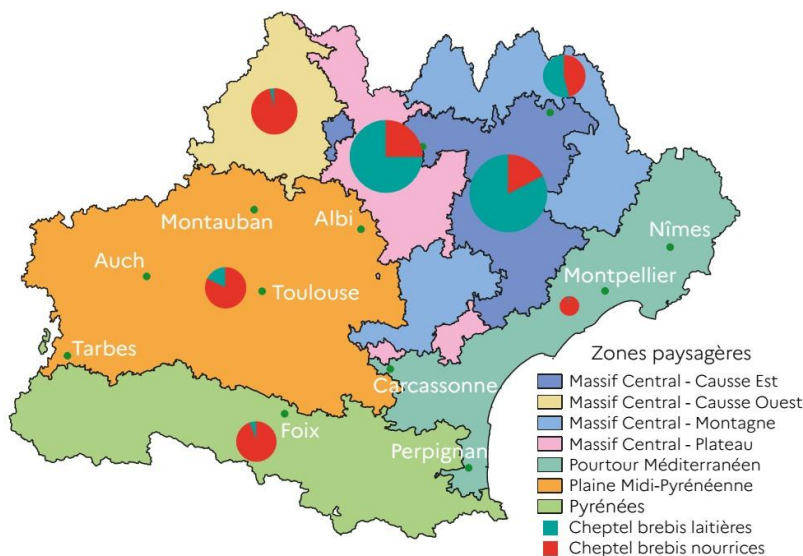 Nîmes
Montauban
Albi
Auch
Montpellier
Toulouse
Tarbes
Carcassonne
Foix
Perpignan
Zones paysagères
Massif Central - Causse Est
Massif Central - Causse Ouest
Massif Central - Montagne
Massif Central - Plateau
Pourtour Méditerranéen
Plaine Midi-Pyrénéenne
Pyrénées
Cheptel brebis laitières
Cheptel brebis nourrices